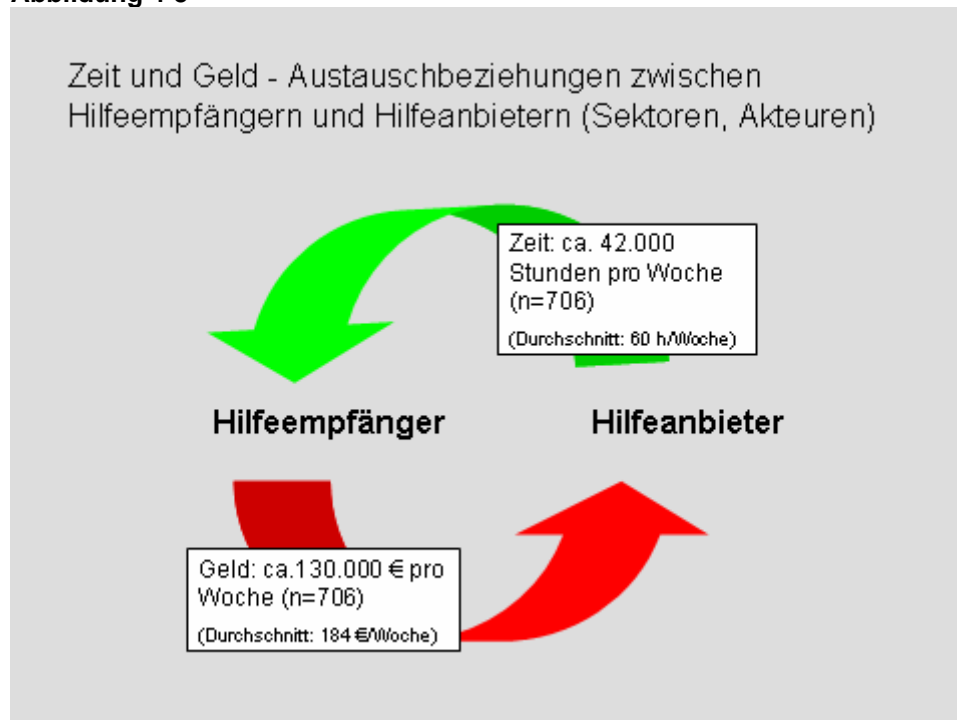 Zeit und Geld - Austauschbeziehungen zwischen
Hilfeempfängern und Hilfeanbietern (Sektoren, Akteuren)
Zeit: ca. 42.000
Stunden pro Woche
(n=706)
(Durchschnitt: 60 h/Woche)
Hilfeempfänger
Hilfeanbieter
Geld: ca.130.000 € pro
Woche (n=706)
(Durchschnitt: 184 €/Woche)